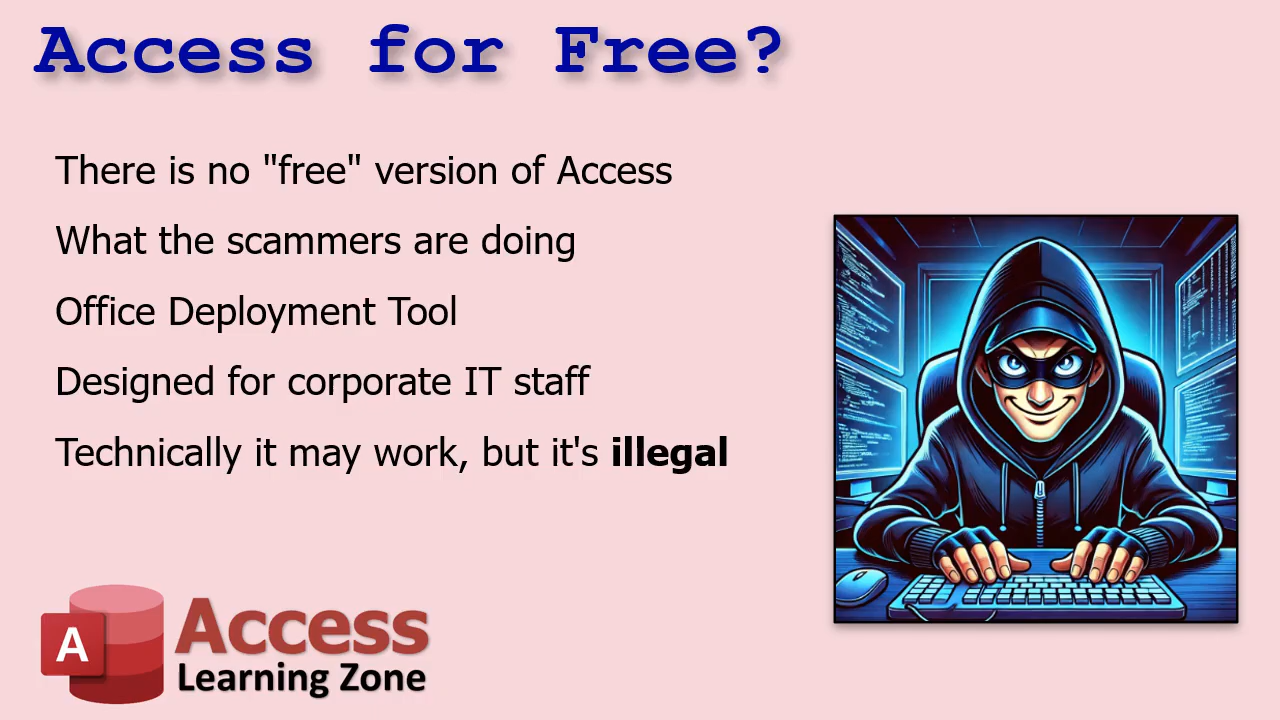 Access for Free?
There is no "free" version of Access
What the scammers are doing
Office Deployment Tool
Designed for corporate IT staff
Technically it may work, but it's illegal
A
Access
Learning Zone